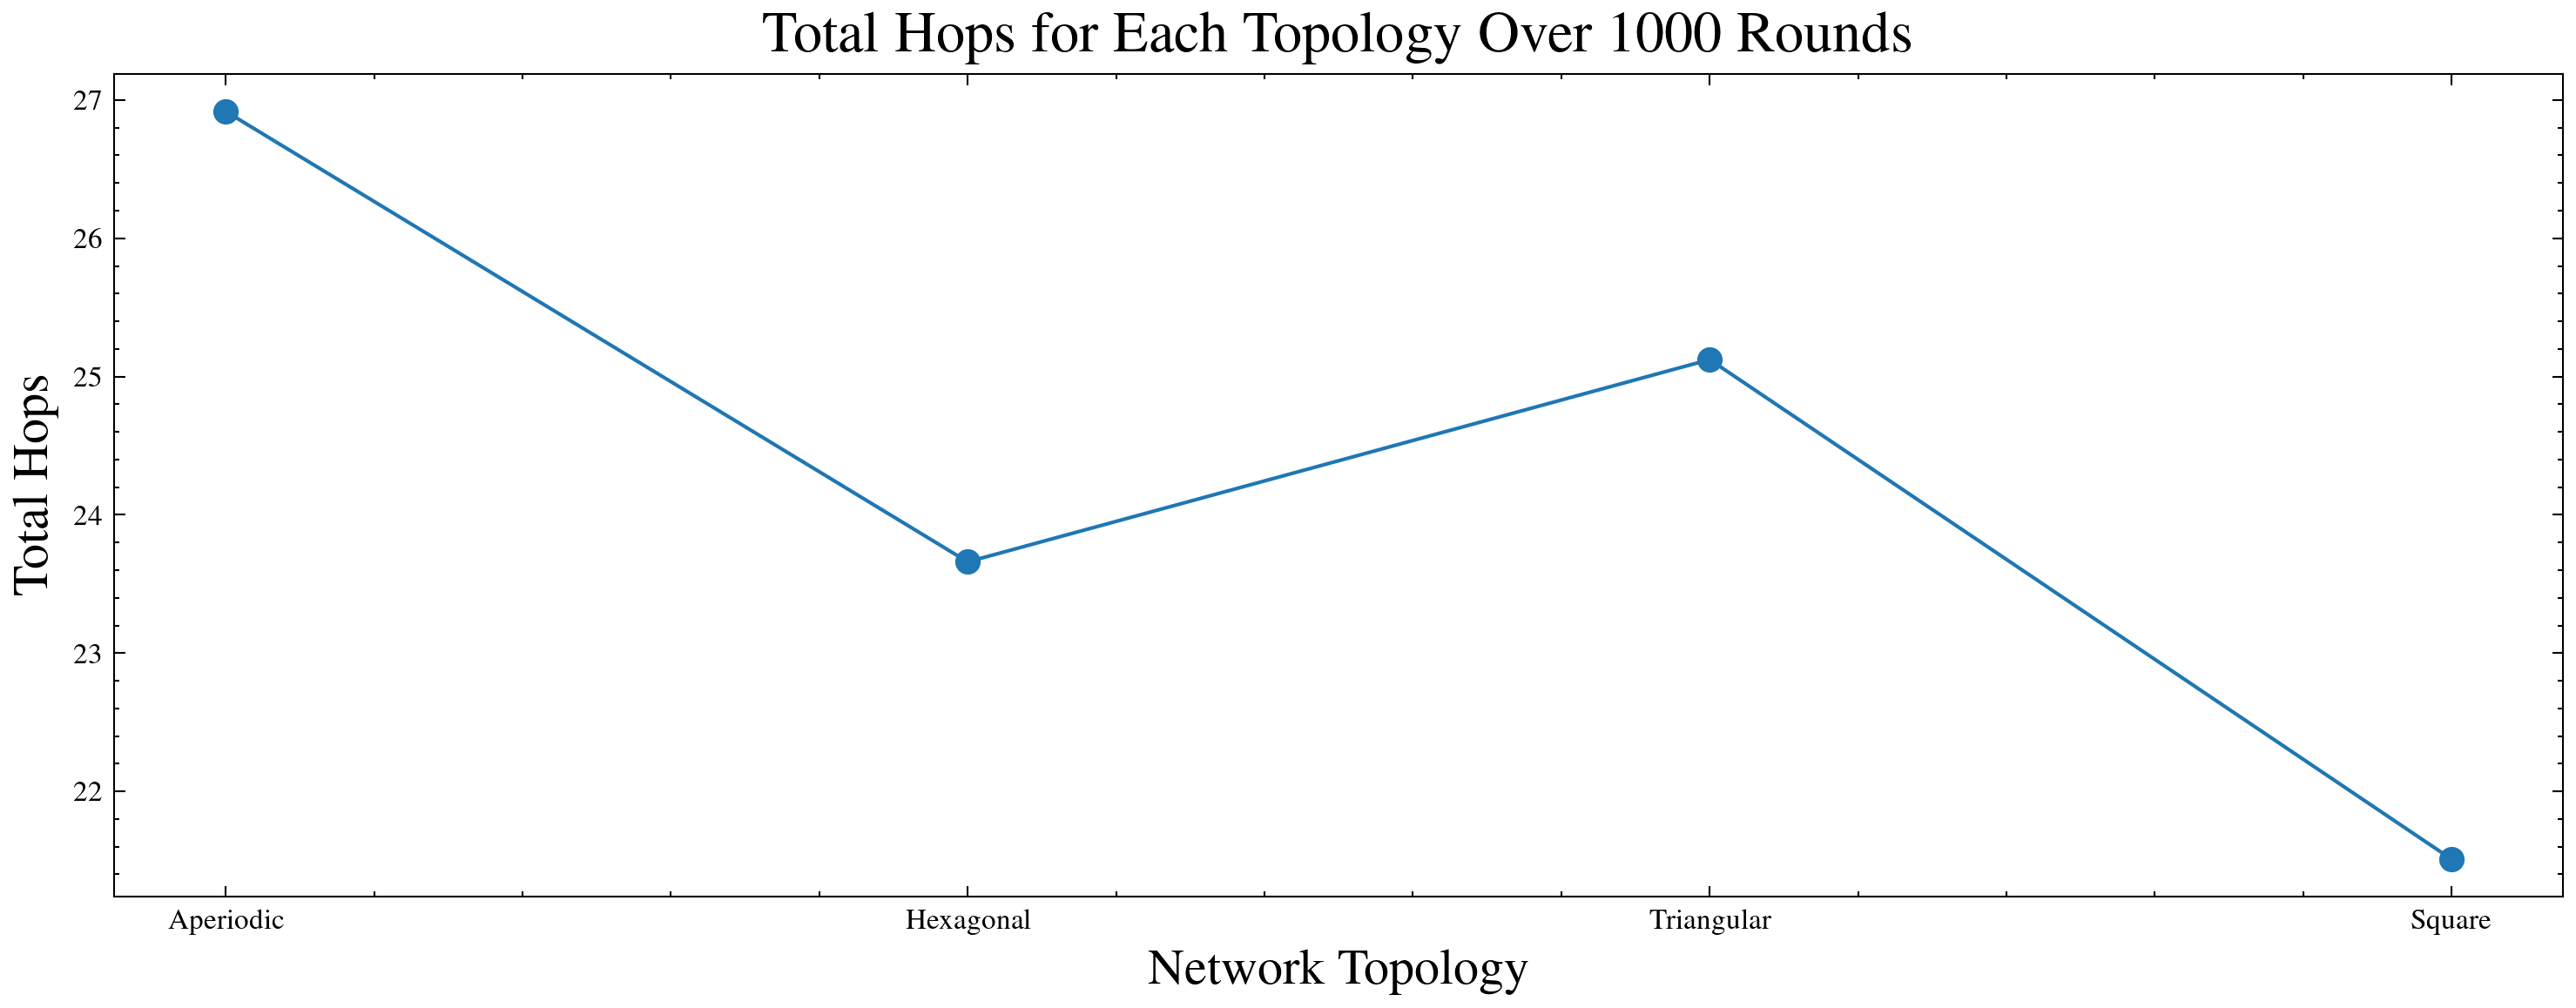 Total Hops for Each Topology Over 1000 Rounds
27
26
25
24
23
22
Total Hops
Aperiodic Hexagonal Triangular Square
Network Topology